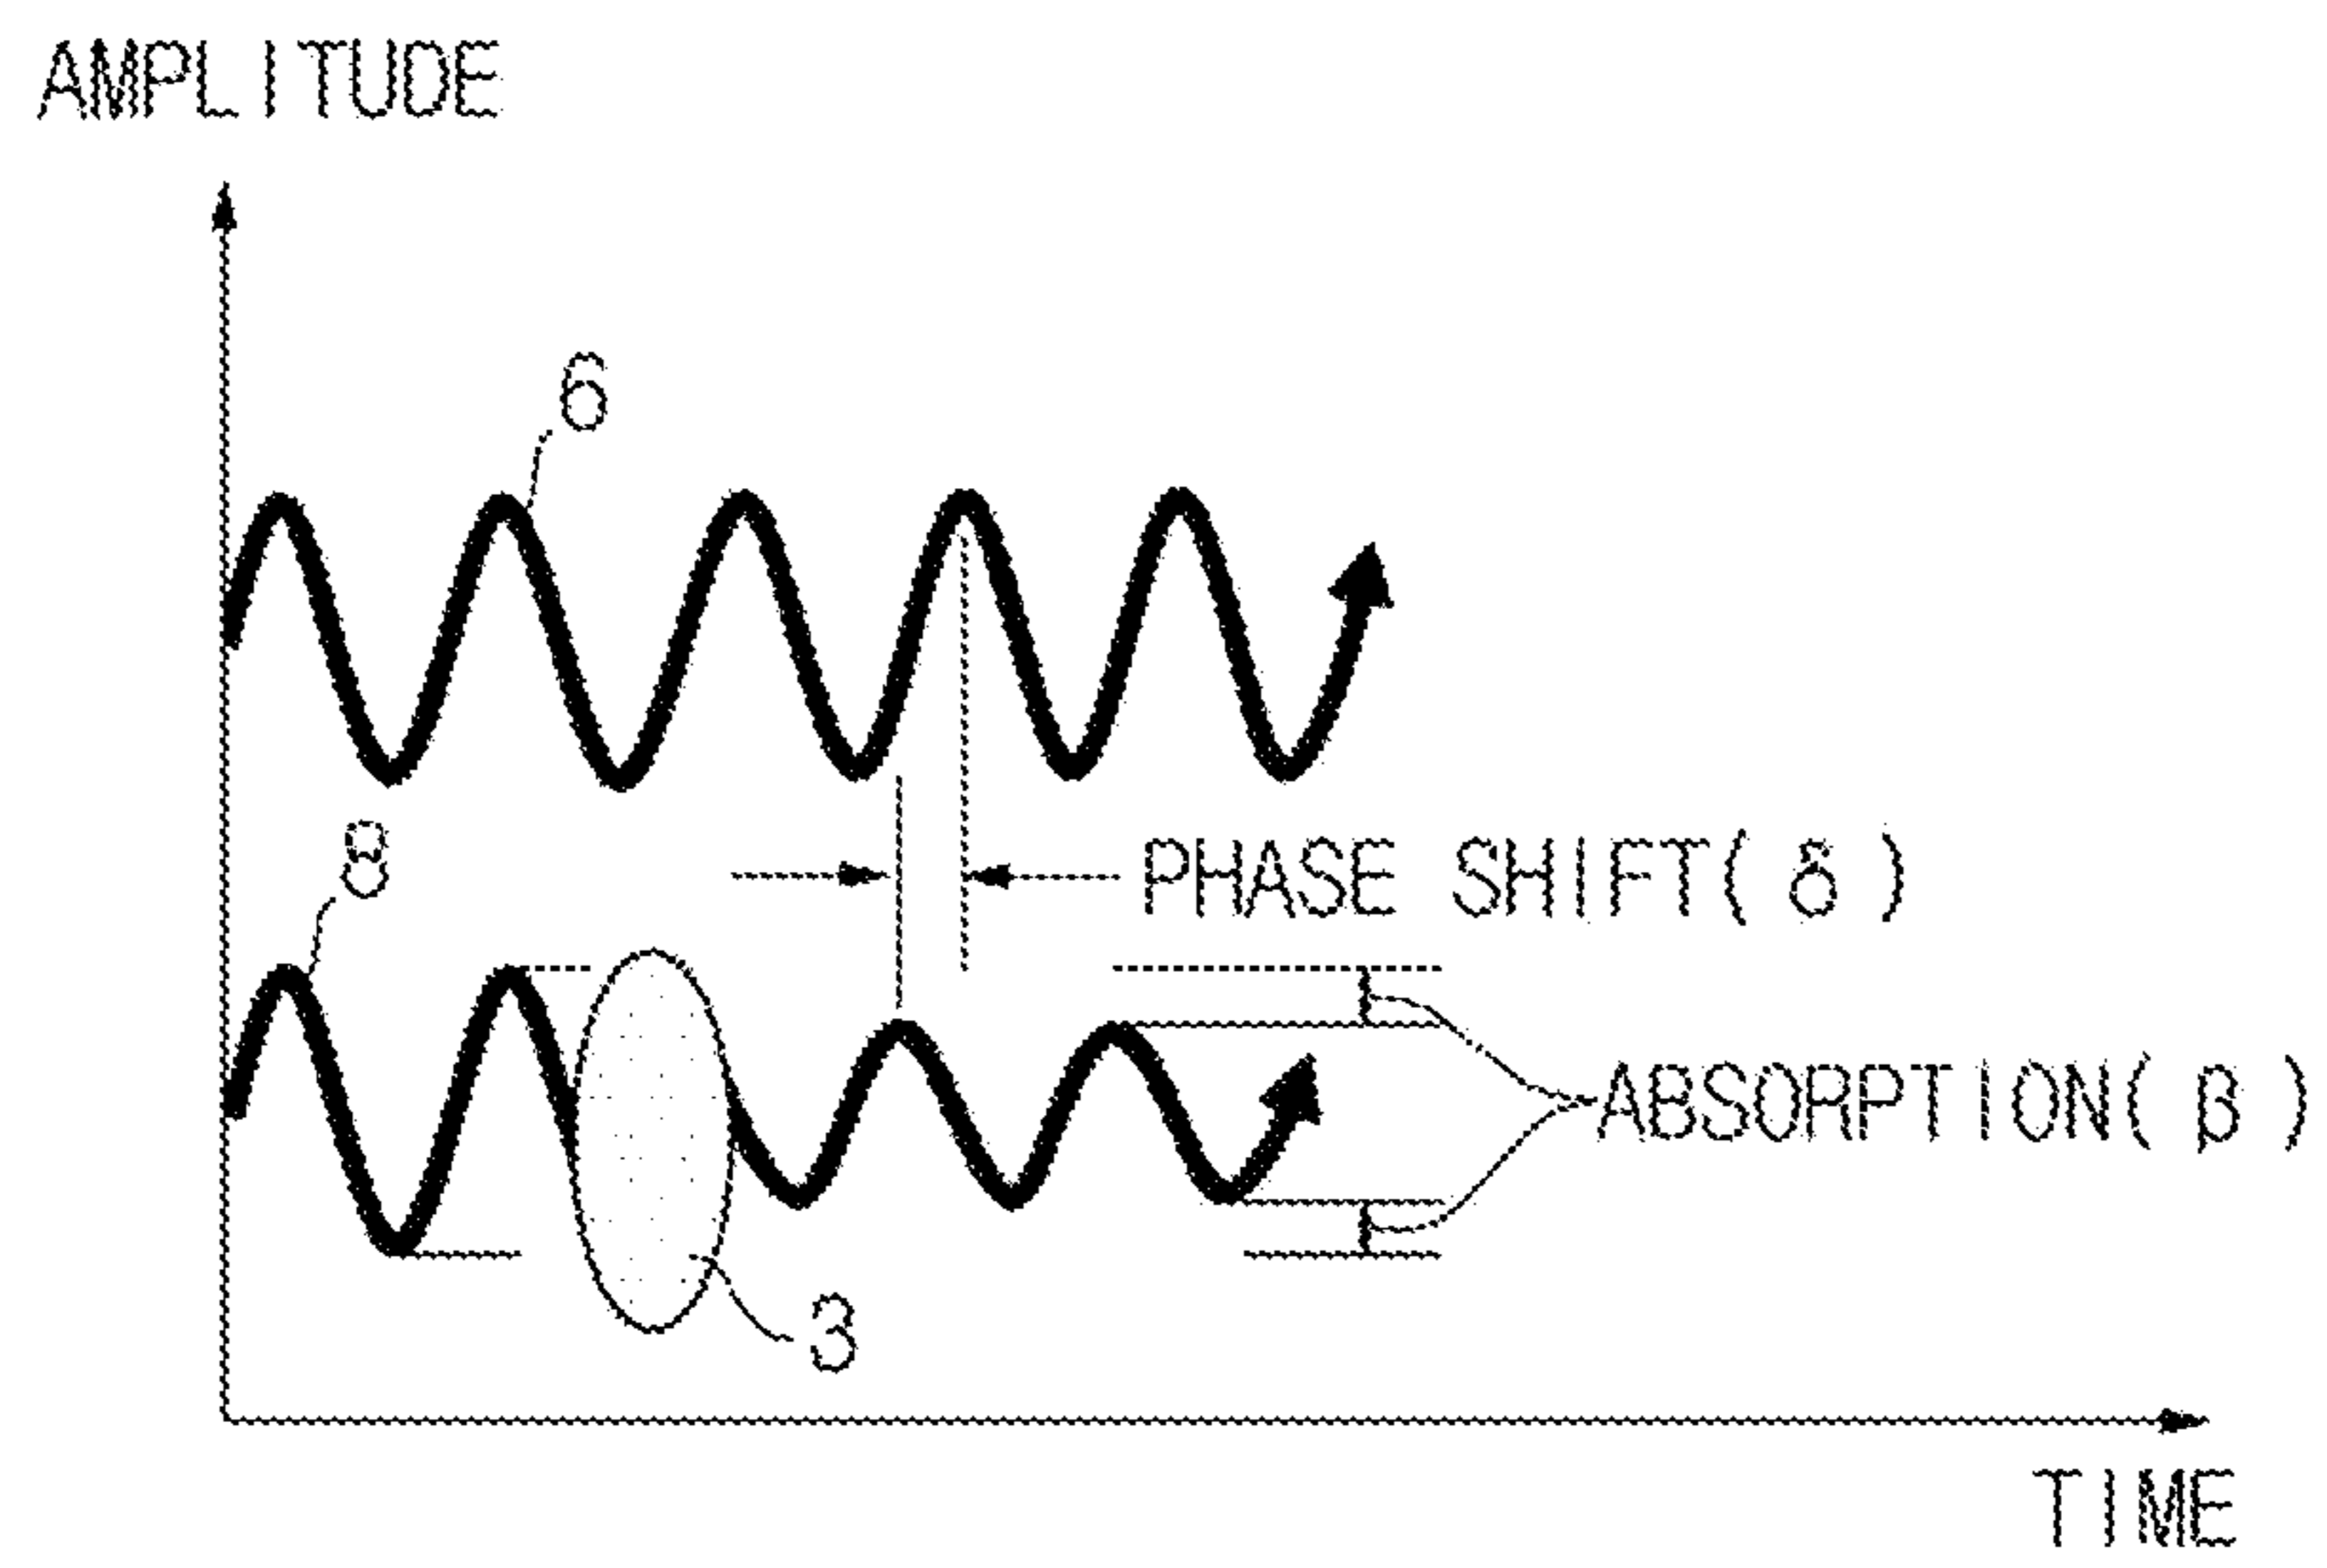 AMPLITUDE
6
8
PHASE SHIFT( δ )
ABSORPTION( β )
3
TIME